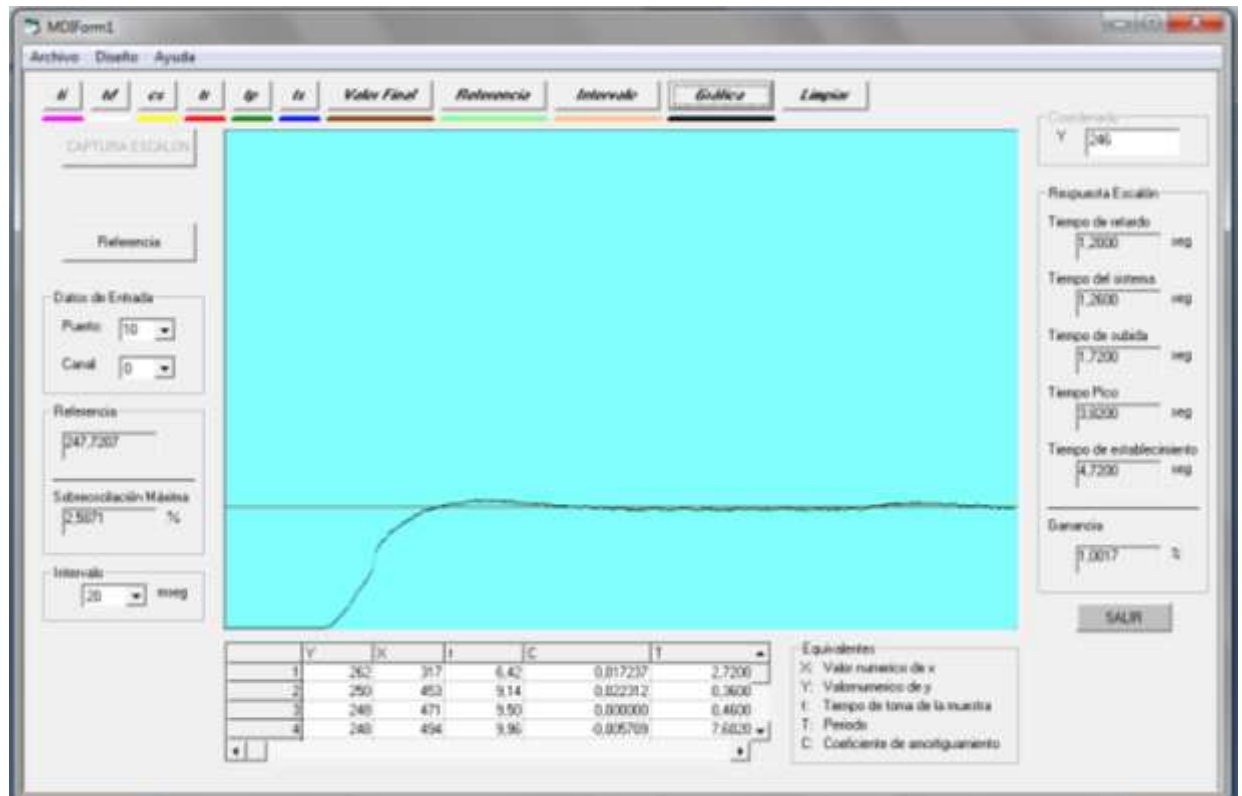 MDIForm1
Archivo Diseño Ayuda
ti td cs tr tp ts Valor Final Referencia Intervalo Gráfica Limpiar
CAPTURA ESCALON
Coordenada
Y 246
Referencia
Respuesta Escalón
Tiempo de retardo
1,2000 seg
Tiempo del sistema
1,2600 seg
Datos de Entrada
Puerto 10
Canal 0
Tiempo de subida
1,7200 seg
Tiempo Pico
3,8200 seg
Referencia
247,7207
Tiempo de establecimiento
4,7200 seg
Sobreoscilación Máxima
2,5871 %
Ganancia
1,0017
Intervalo
20 mseg
SALIR
Y X t C T
1 262 317 6,42 0,017237 2,7200
2 250 453 9,14 0,022312 0,3600
3 248 471 9,50 0,000000 0,4600
4 248 494 9,96 -0,005709 7,6020
Equivalentes
X: Valor numerico de x
Y: Valornumerico de y
t: Tiempo de toma de la muestra
T: Periodo
C: Coeficiente de amortiguamiento